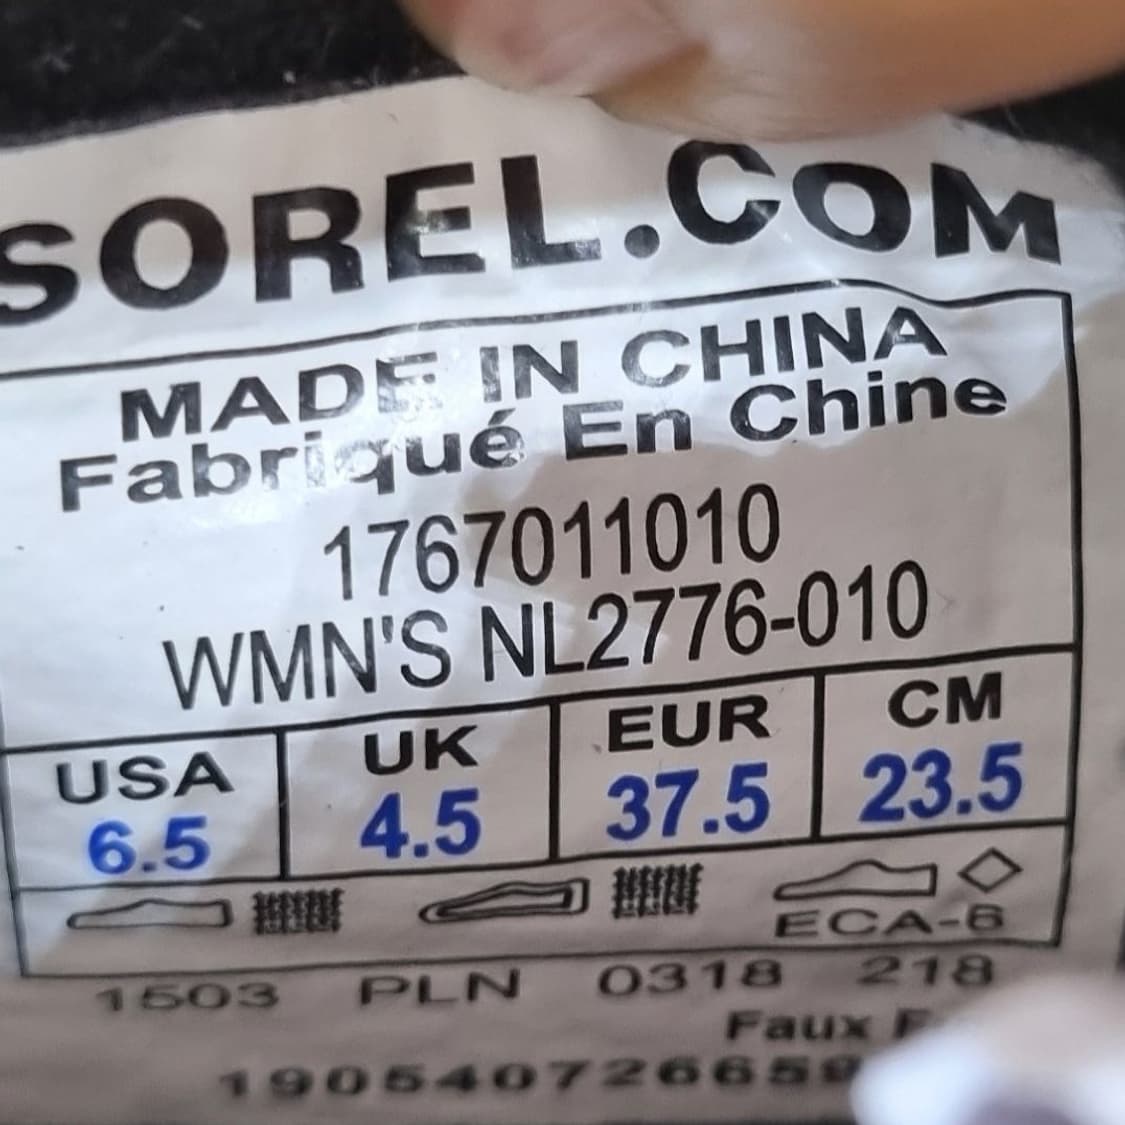 SOREL.COM
MADE IN CHINA
Fabriqué En Chine
1767011010
WMN'S NL2776-010
USA UK EUR CM
6.5 4.5 37.5 23.5
ECA-6
1503 PLN 0318 218
Faux